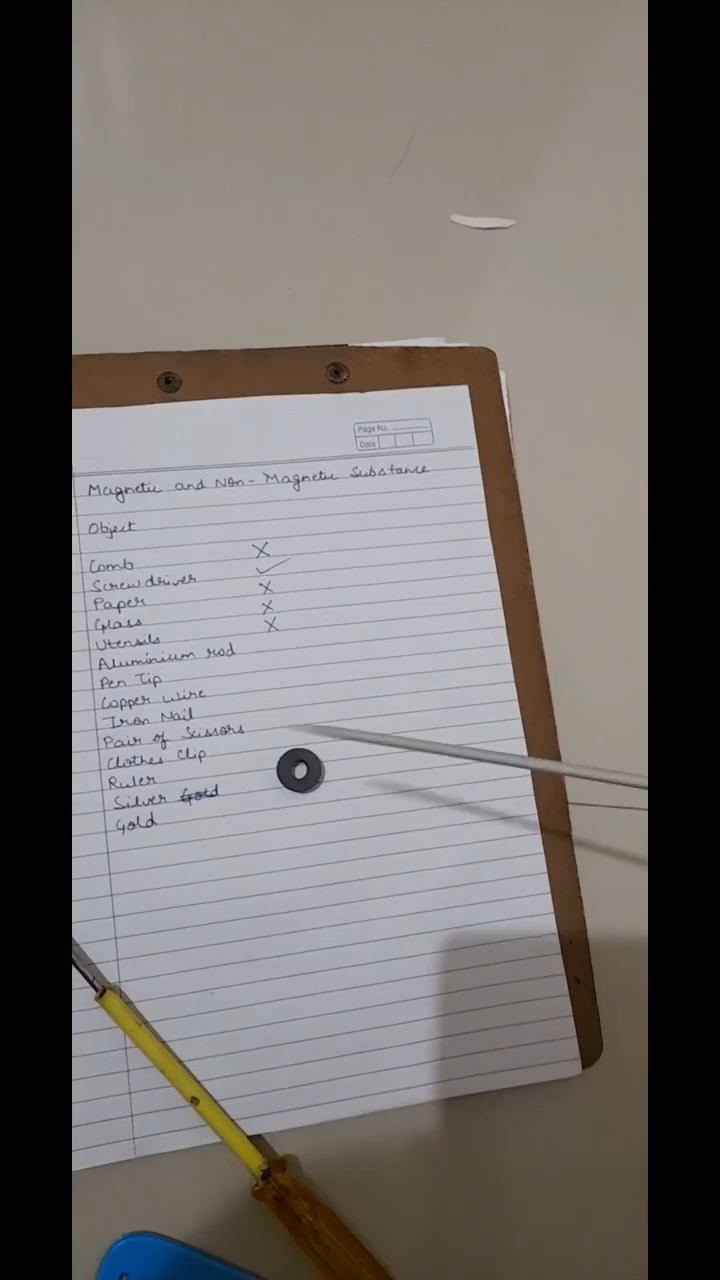 Page No.
Date
Magnetic and Non-Magnetic Substance
Object
Comb X
Screwdriver ✓
Paper X
Glass X
Utensils X
Aluminium rod
Pen Tip
Copper wire
Iron Nail
Pair of Scissors
Clothes Clip
Ruler
Silver Gold
Gold